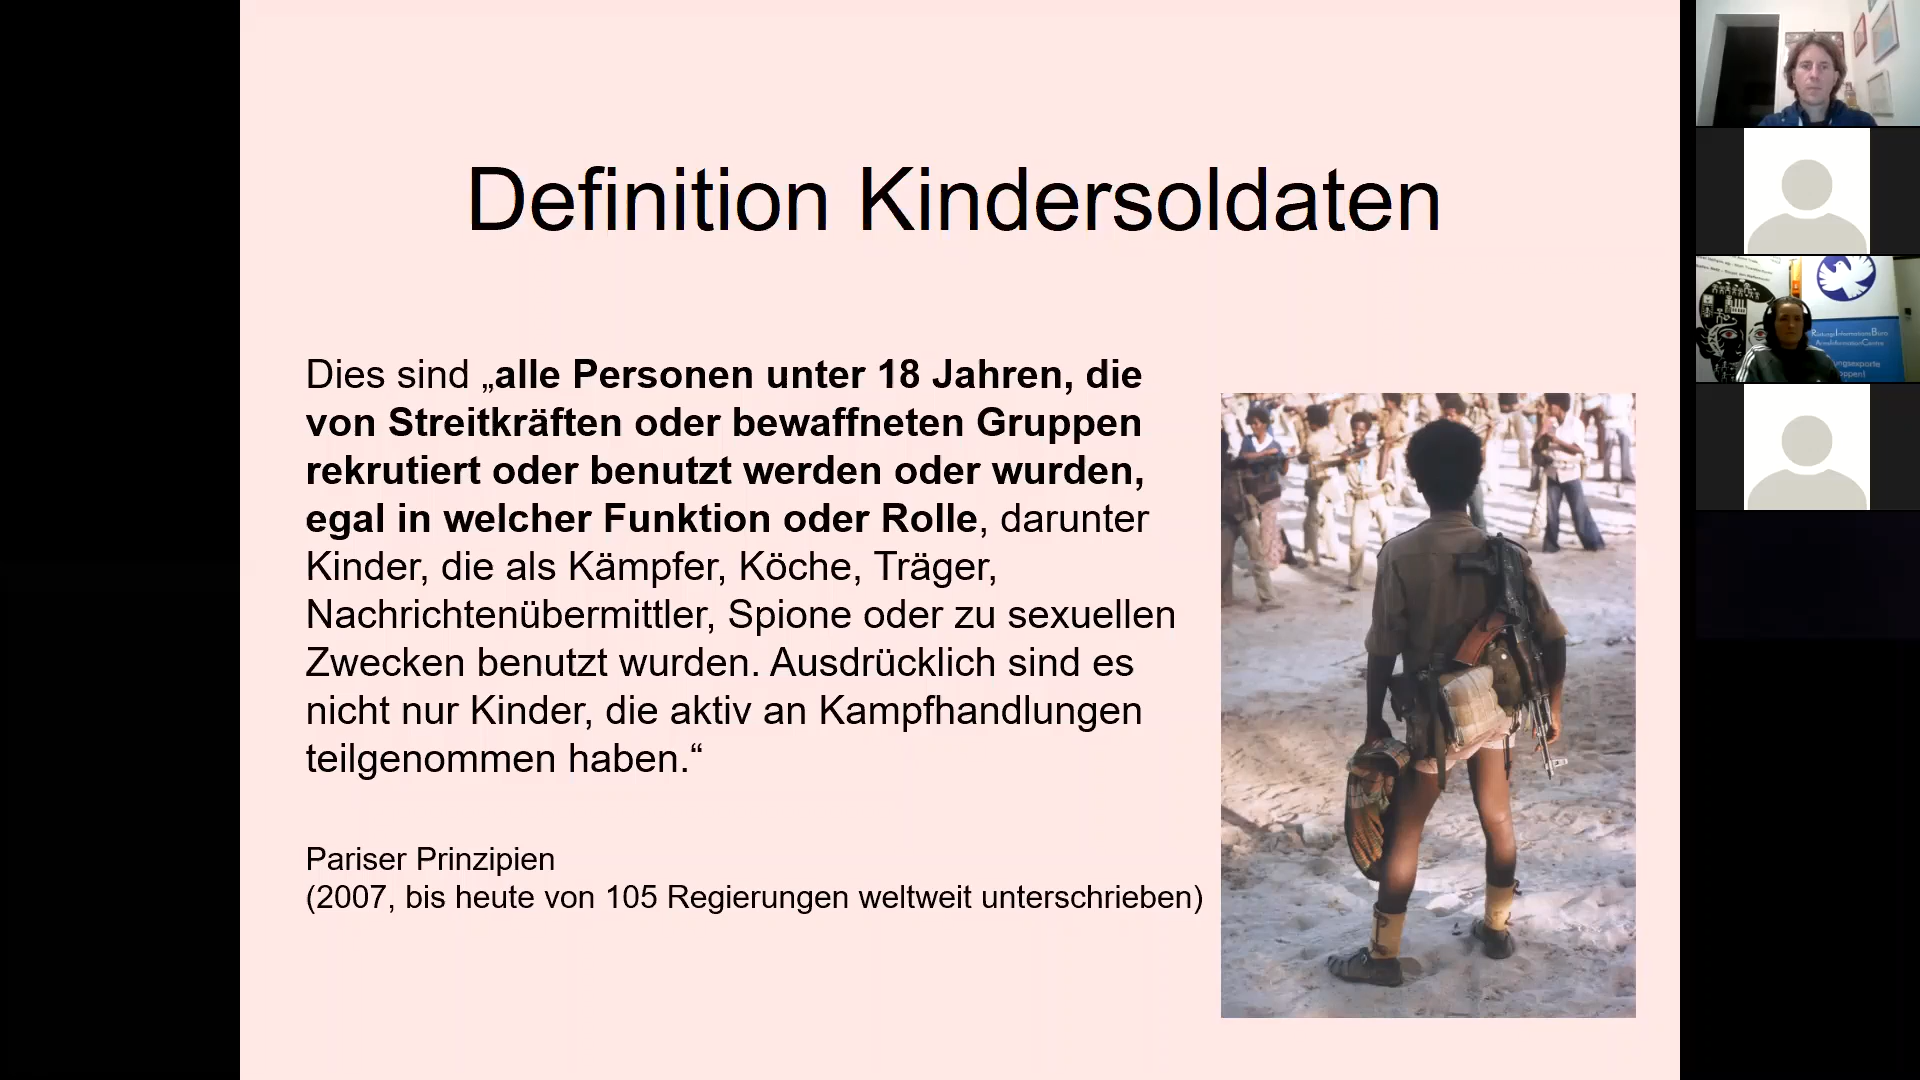 Definition Kindersoldaten
Dies sind „alle Personen unter 18 Jahren, die
von Streitkräften oder bewaffneten Gruppen
rekrutiert oder benutzt werden oder wurden,
egal in welcher Funktion oder Rolle, darunter
Kinder, die als Kämpfer, Köche, Träger,
Nachrichtenübermittler, Spione oder zu sexuellen
Zwecken benutzt wurden. Ausdrücklich sind es
nicht nur Kinder, die aktiv an Kampfhandlungen
teilgenommen haben.“
Pariser Prinzipien
(2007, bis heute von 105 Regierungen weltweit unterschrieben)
RüstungsInformationsBüro
ArmsInformationCentre